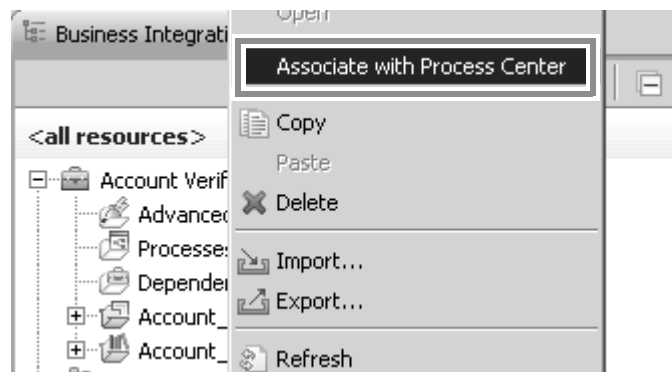 Open
Business Integrati
Associate with Process Center
<all resources>
Copy
Paste
Account Verif
Delete
Advanced
Processes
Import...
Depender
Export...
Account_
Account_
Refresh